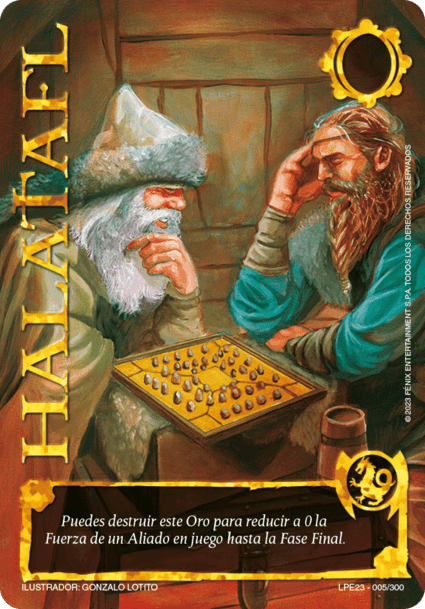 HALATAFL
© 2023 FÉNIX ENTERTAINMENT S.P.A. TODOS LOS DERECHOS RESERVADOS
Puedes destruir este Oro para reducir a 0 la
Fuerza de un Aliado en juego hasta la Fase Final.
ILUSTRADOR: GONZALO LOTITO
LPE23 - 005/300